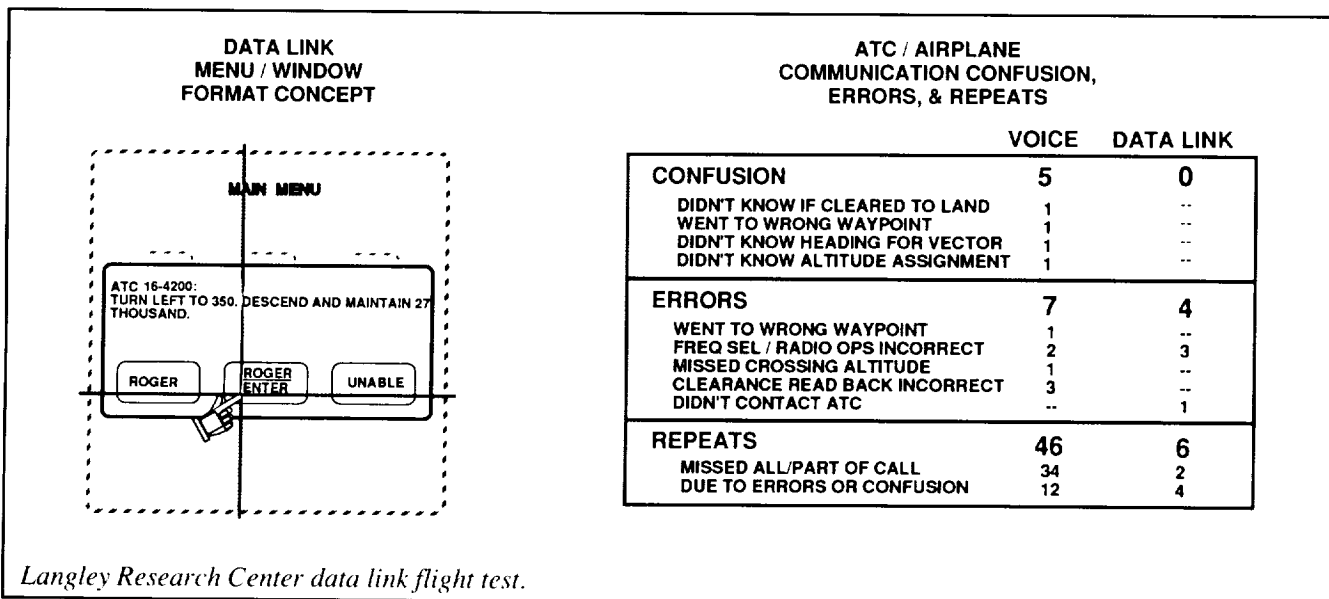 DATA LINK
MENU / WINDOW
FORMAT CONCEPT
MAIN MENU
ATC 16-4200:
TURN LEFT TO 350. DESCEND AND MAINTAIN 27
THOUSAND.
ROGER
ROGER
ENTER
UNABLE
ATC / AIRPLANE
COMMUNICATION CONFUSION,
ERRORS, & REPEATS
VOICE DATA LINK
CONFUSION 5 0
DIDN'T KNOW IF CLEARED TO LAND 1 --
WENT TO WRONG WAYPOINT 1 --
DIDN'T KNOW HEADING FOR VECTOR 1 --
DIDN'T KNOW ALTITUDE ASSIGNMENT 1 --
ERRORS 7 4
WENT TO WRONG WAYPOINT 1 --
FREQ SEL / RADIO OPS INCORRECT 2 3
MISSED CROSSING ALTITUDE 1 --
CLEARANCE READ BACK INCORRECT 3 --
DIDN'T CONTACT ATC -- 1
REPEATS 46 6
MISSED ALL/PART OF CALL 34 2
DUE TO ERRORS OR CONFUSION 12 4
Langley Research Center data link flight test.